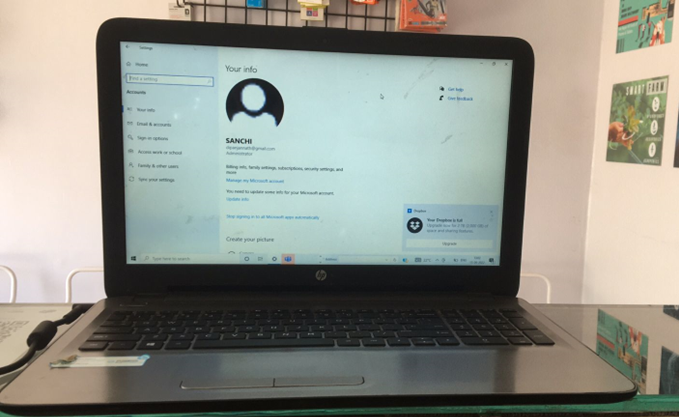 Settings
Home
Find a setting
Accounts
Your info
Email & accounts
Sign-in options
Access work or school
Family & other users
Sync your settings
Your info
SANCHI
Administrator
Billing info, family settings, subscriptions, security settings, and
more
Manage my Microsoft account
You need to update some info for your Microsoft account.
Update info
Stop signing in to all Microsoft apps automatically
Create your picture
Get help
Give feedback
Dropbox
Your Dropbox is full
Upgrade
Type here to search
hp
SMART FARM